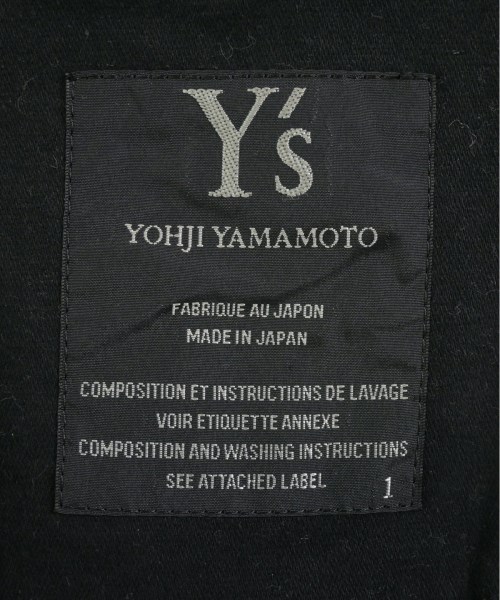 Y's
YOHJI YAMAMOTO
FABRIQUE AU JAPON
MADE IN JAPAN
COMPOSITION ET INSTRUCTIONS DE LAVAGE
VOIR ETIQUETTE ANNEXE
COMPOSITION AND WASHING INSTRUCTIONS
SEE ATTACHED LABEL
1